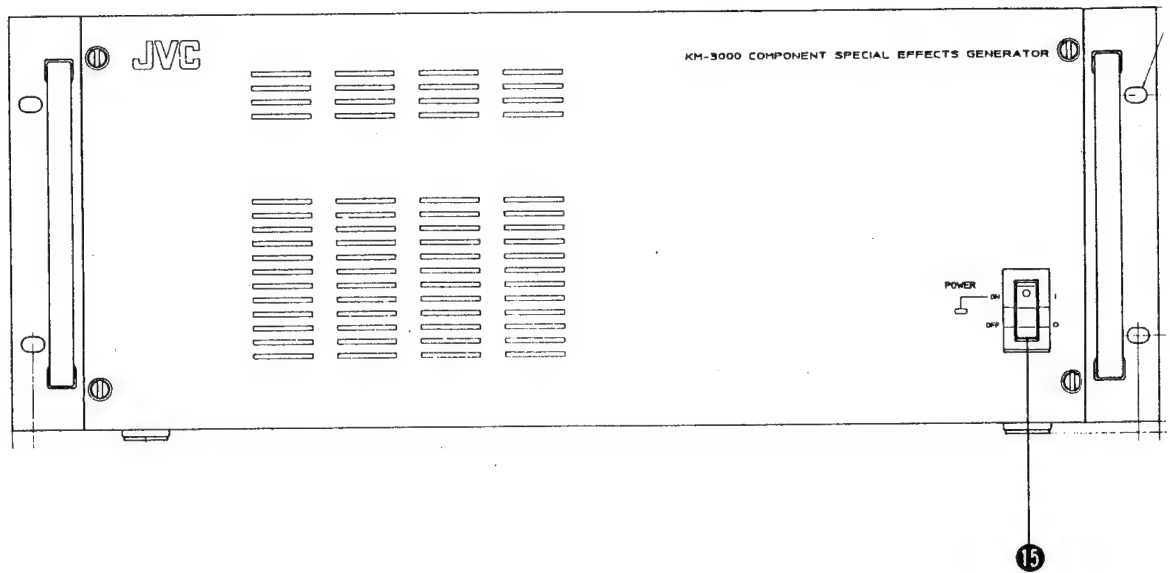 JVC
KM-3000 COMPONENT SPECIAL EFFECTS GENERATOR
POWER
ON
I
OFF
O
15